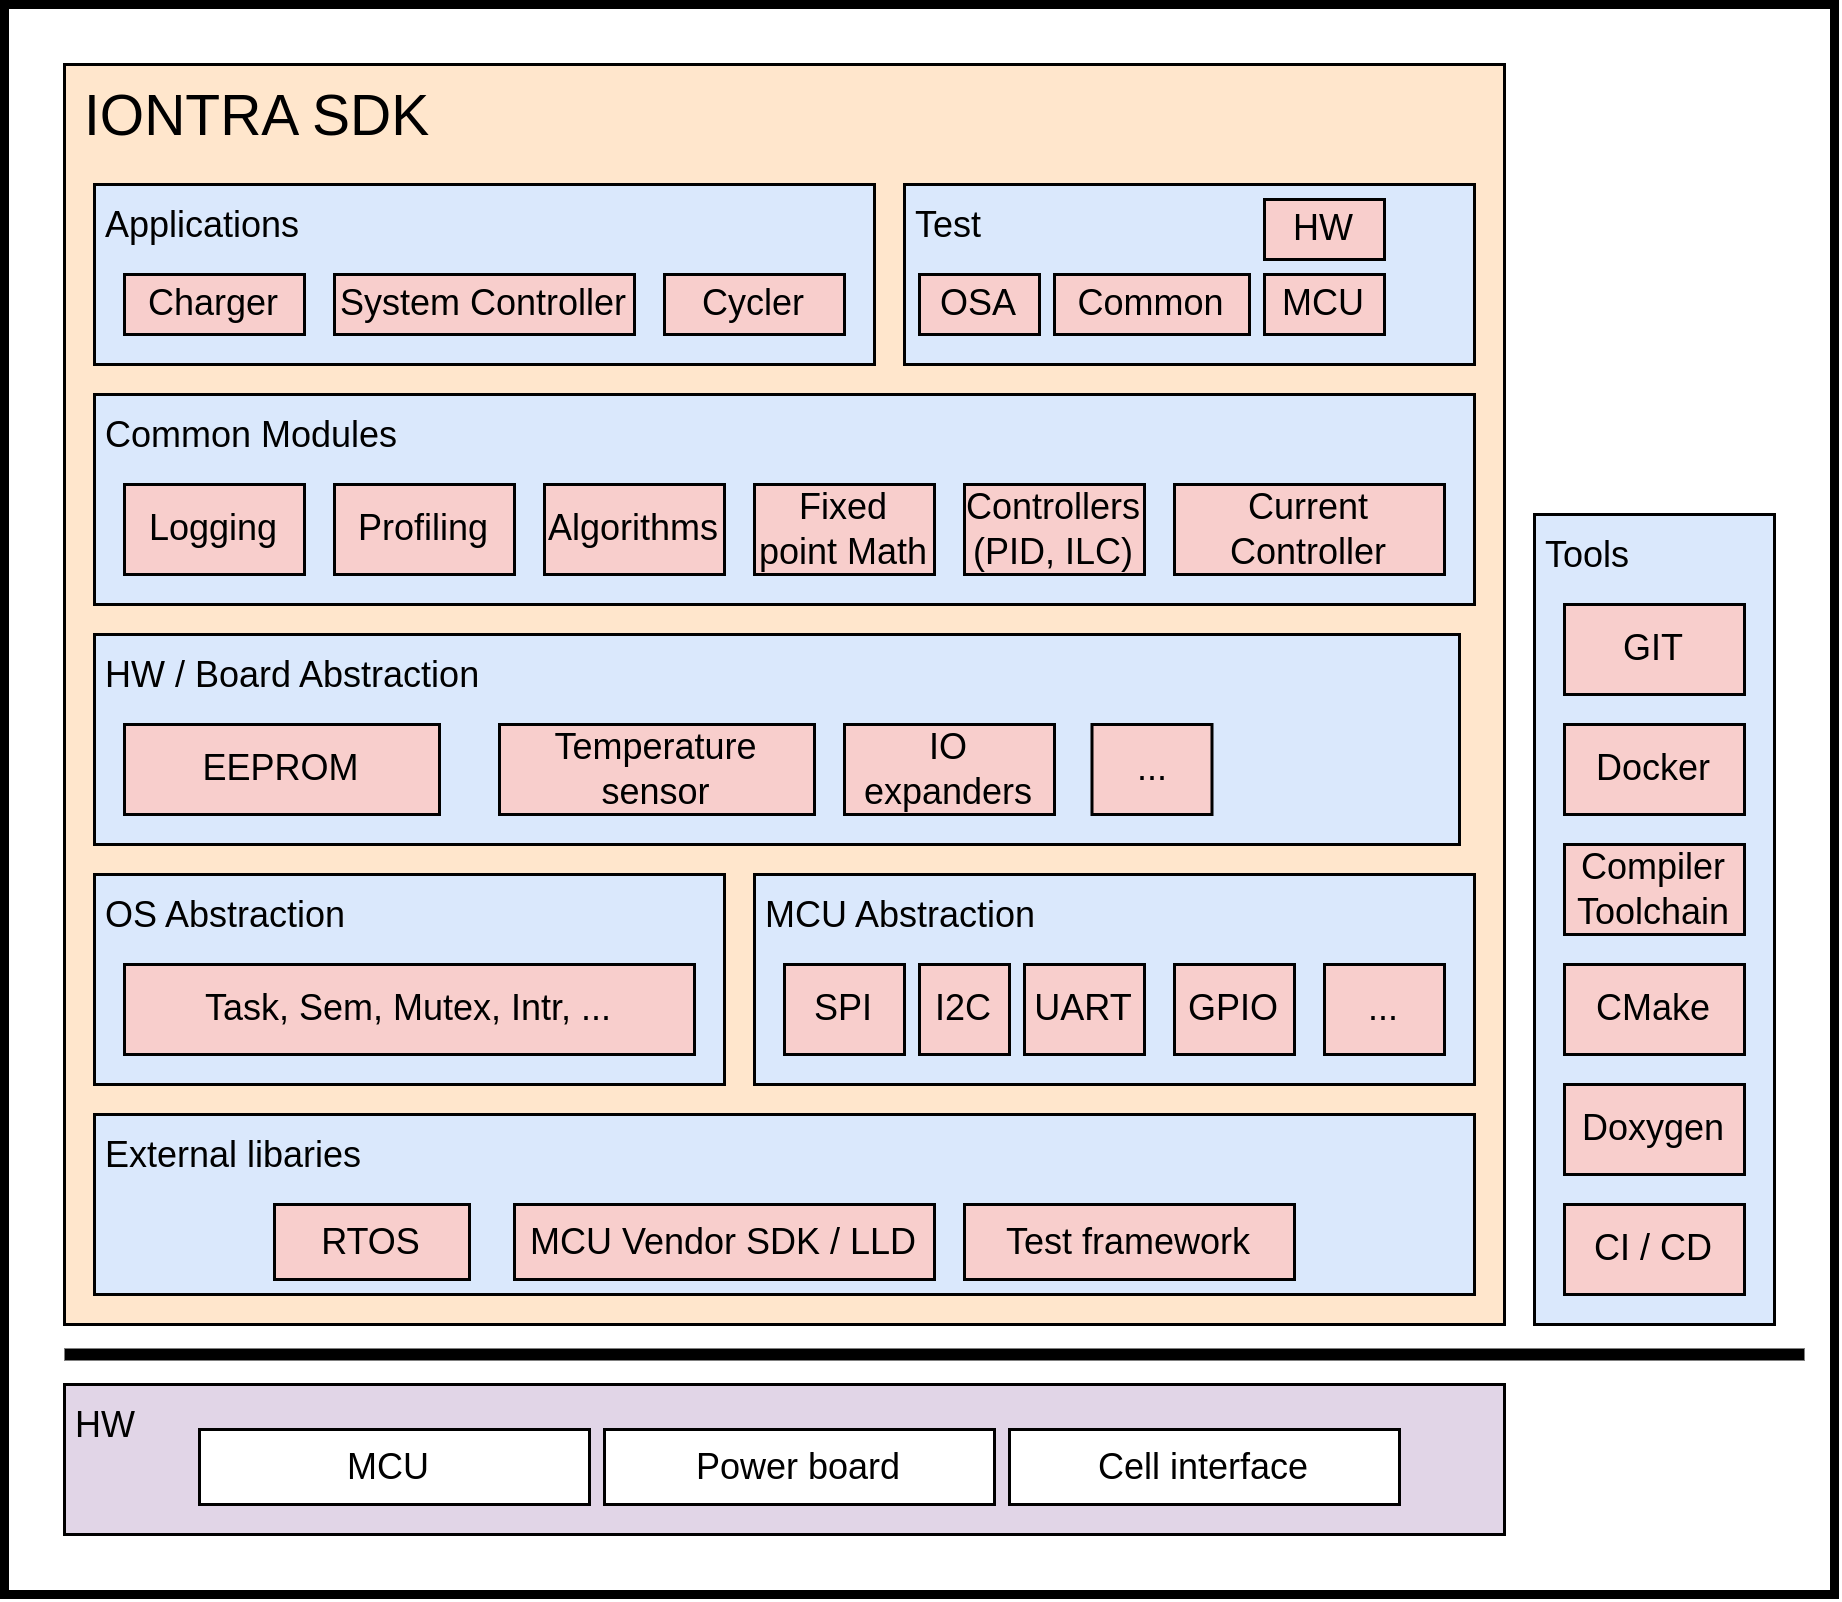 IONTRA SDK
Applications
Charger
System Controller
Cycler
Test
HW
OSA
Common
MCU
Common Modules
Logging
Profiling
Algorithms
Fixed
point Math
Controllers
(PID, ILC)
Current
Controller
HW / Board Abstraction
EEPROM
Temperature
sensor
IO
expanders
...
OS Abstraction
Task, Sem, Mutex, Intr, ...
MCU Abstraction
SPI
I2C
UART
GPIO
...
External libaries
RTOS
MCU Vendor SDK / LLD
Test framework
Tools
GIT
Docker
Compiler
Toolchain
CMake
Doxygen
CI / CD
HW
MCU
Power board
Cell interface